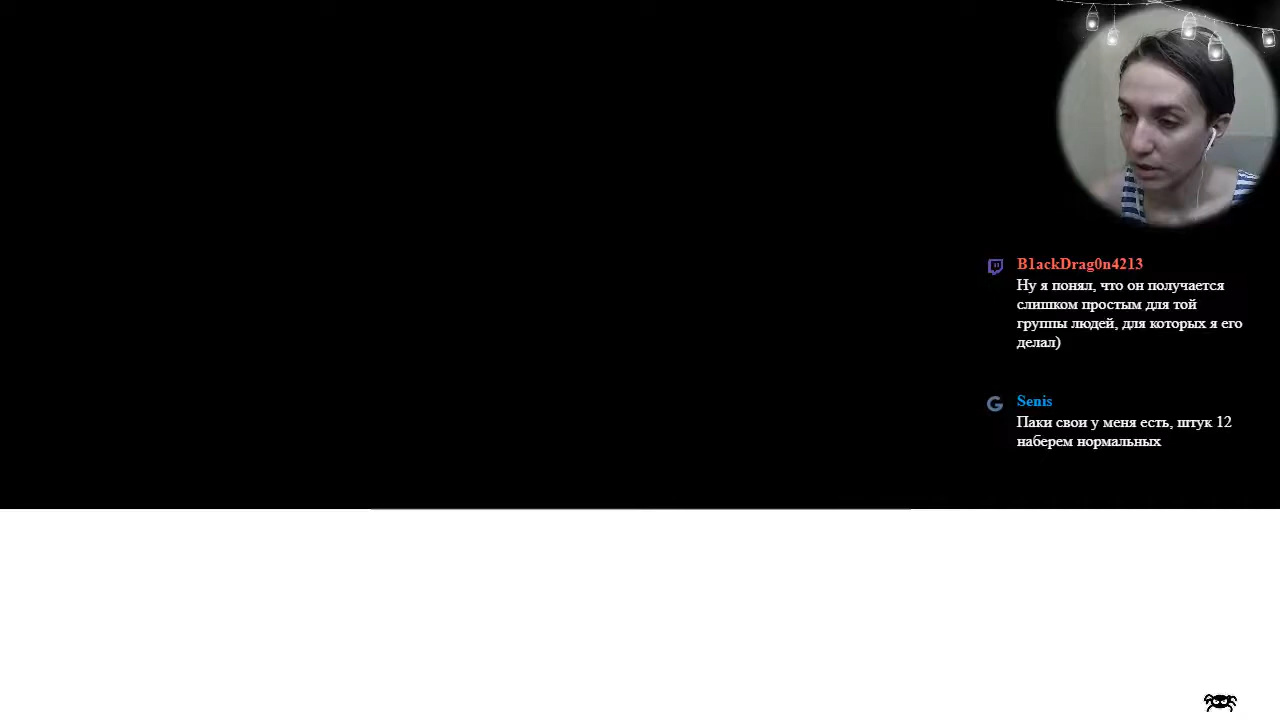 B1ackDrag0n4213
Ну я понял, что он получается
слишком простым для той
группы людей, для которых я его
делал)
Senis
Паки свои у меня есть, штук 12
наберем нормальных